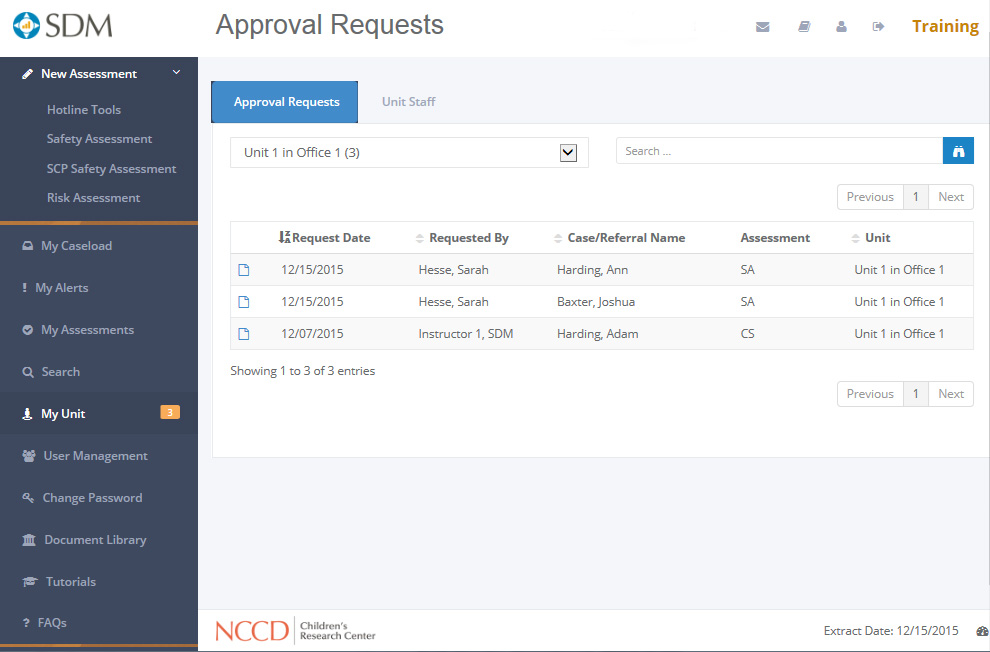 SDM
Approval Requests
Training
New Assessment
Hotline Tools
Safety Assessment
SCP Safety Assessment
Risk Assessment
My Caseload
My Alerts
My Assessments
Search
My Unit 3
User Management
Change Password
Document Library
Tutorials
FAQs
Approval Requests Unit Staff
Unit 1 in Office 1 (3) Search ...
Previous 1 Next
Request Date Requested By Case/Referral Name Assessment Unit
12/15/2015 Hesse, Sarah Harding, Ann SA Unit 1 in Office 1
12/15/2015 Hesse, Sarah Baxter, Joshua SA Unit 1 in Office 1
12/07/2015 Instructor 1, SDM Harding, Adam CS Unit 1 in Office 1
Showing 1 to 3 of 3 entries
Previous 1 Next
NCCD Children's
Research Center
Extract Date: 12/15/2015